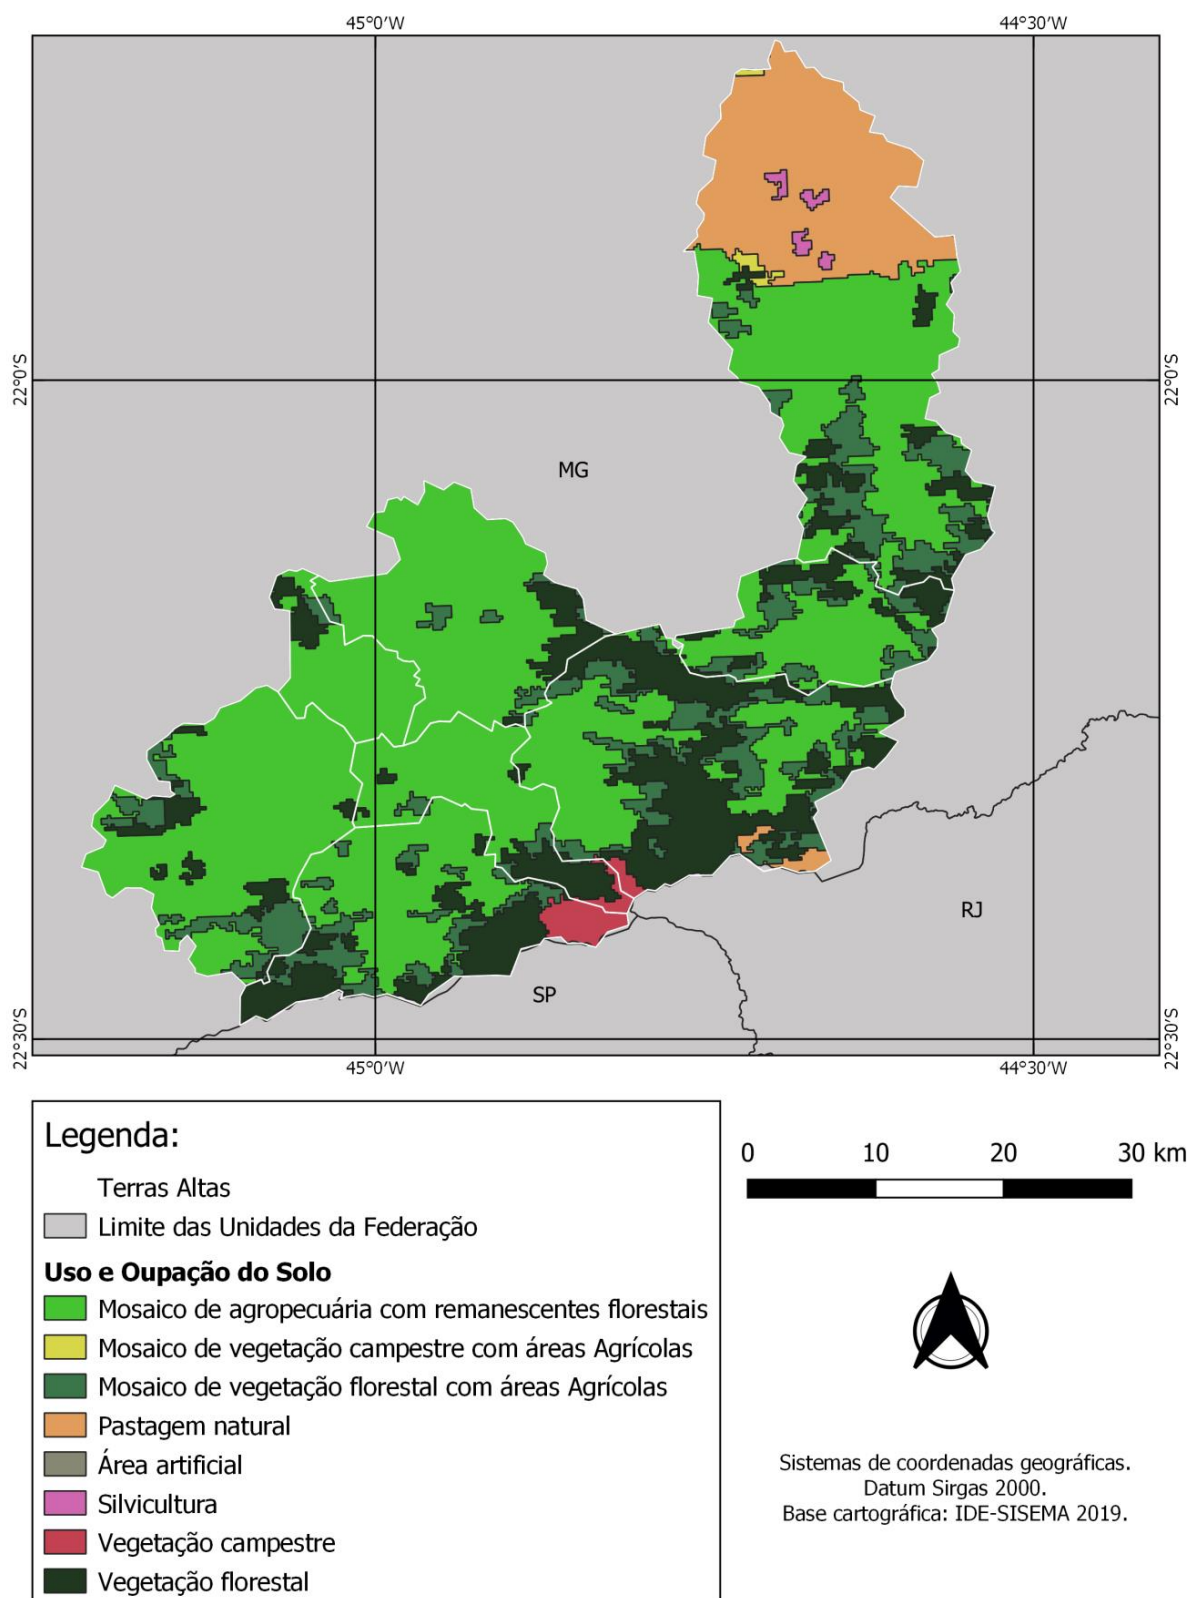 45°0'W 44°30'W
22°0'S 22°0'S
MG
RJ
SP
22°30'S 22°30'S
45°0'W 44°30'W
Legenda:
Terras Altas
Limite das Unidades da Federação
Uso e Oupação do Solo
Mosaico de agropecuária com remanescentes florestais
Mosaico de vegetação campestre com áreas Agrícolas
Mosaico de vegetação florestal com áreas Agrícolas
Pastagem natural
Área artificial
Silvicultura
Vegetação campestre
Vegetação florestal
0 10 20 30 km
Sistemas de coordenadas geográficas.
Datum Sirgas 2000.
Base cartográfica: IDE-SISEMA 2019.